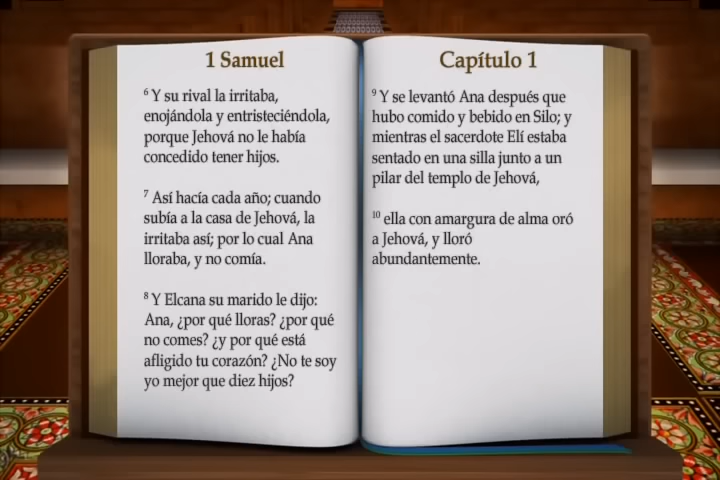 1 Samuel
6 Y su rival la irritaba,
enojándola y entristeciéndola,
porque Jehová no le había
concedido tener hijos.
7 Así hacía cada año; cuando
subía a la casa de Jehová, la
irritaba así; por lo cual Ana
lloraba, y no comía.
8 Y Elcana su marido le dijo:
Ana, ¿por qué lloras? ¿por qué
no comes? ¿y por qué está
afligido tu corazón? ¿No te soy
yo mejor que diez hijos?
Capítulo 1
9 Y se levantó Ana después que
hubo comido y bebido en Silo; y
mientras el sacerdote Elí estaba
sentado en una silla junto a un
pilar del templo de Jehová,
10 ella con amargura de alma oró
a Jehová, y lloró
abundantemente.